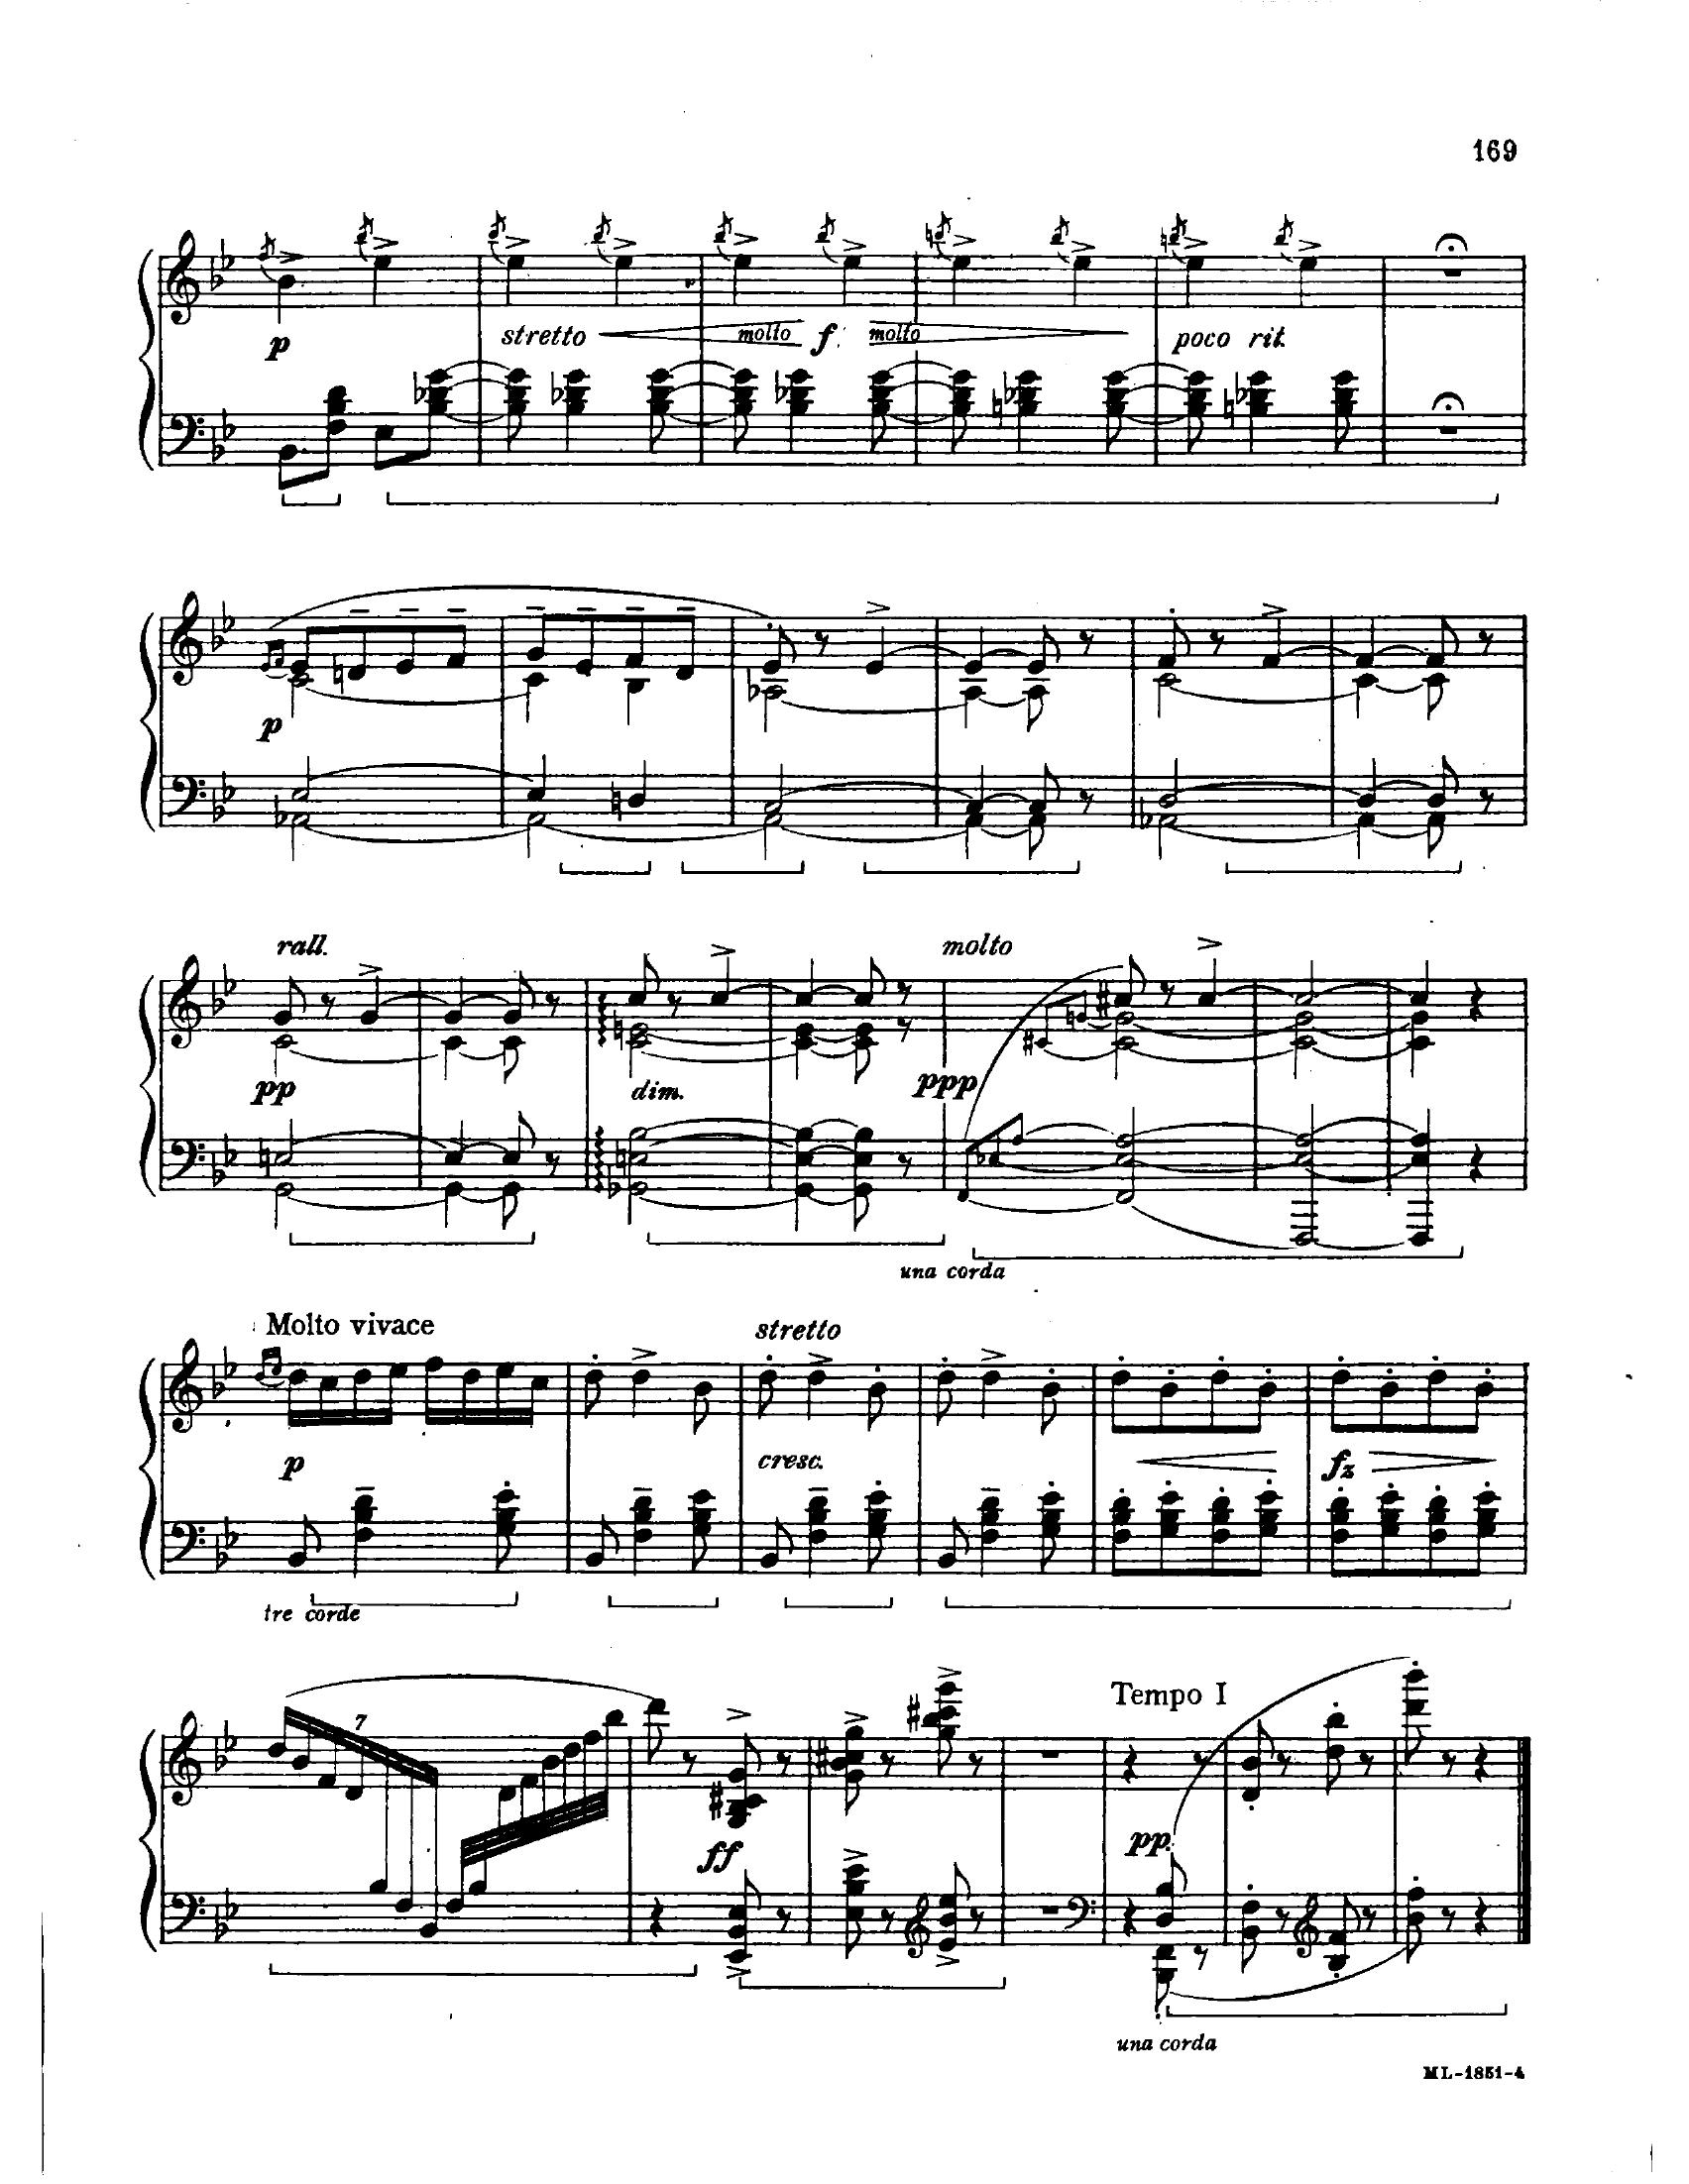 169
p stretto molto f molto poco rit.
p
rall. molto
pp dim. ppp
una corda
Molto vivace stretto
p cresc. fz
tre corde
7 Tempo I
ff pp
una corda
ML-1851-4